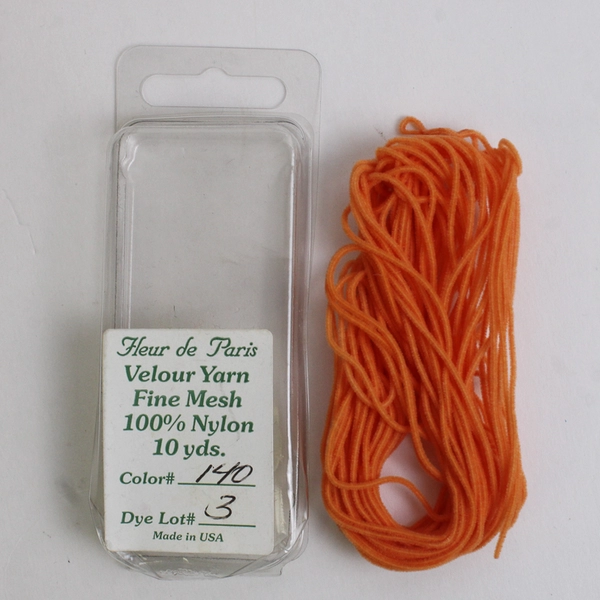 Fleur de Paris
Velour Yarn
Fine Mesh
100% Nylon
10 yds.
Color# 140
Dye Lot# 3
Made in USA